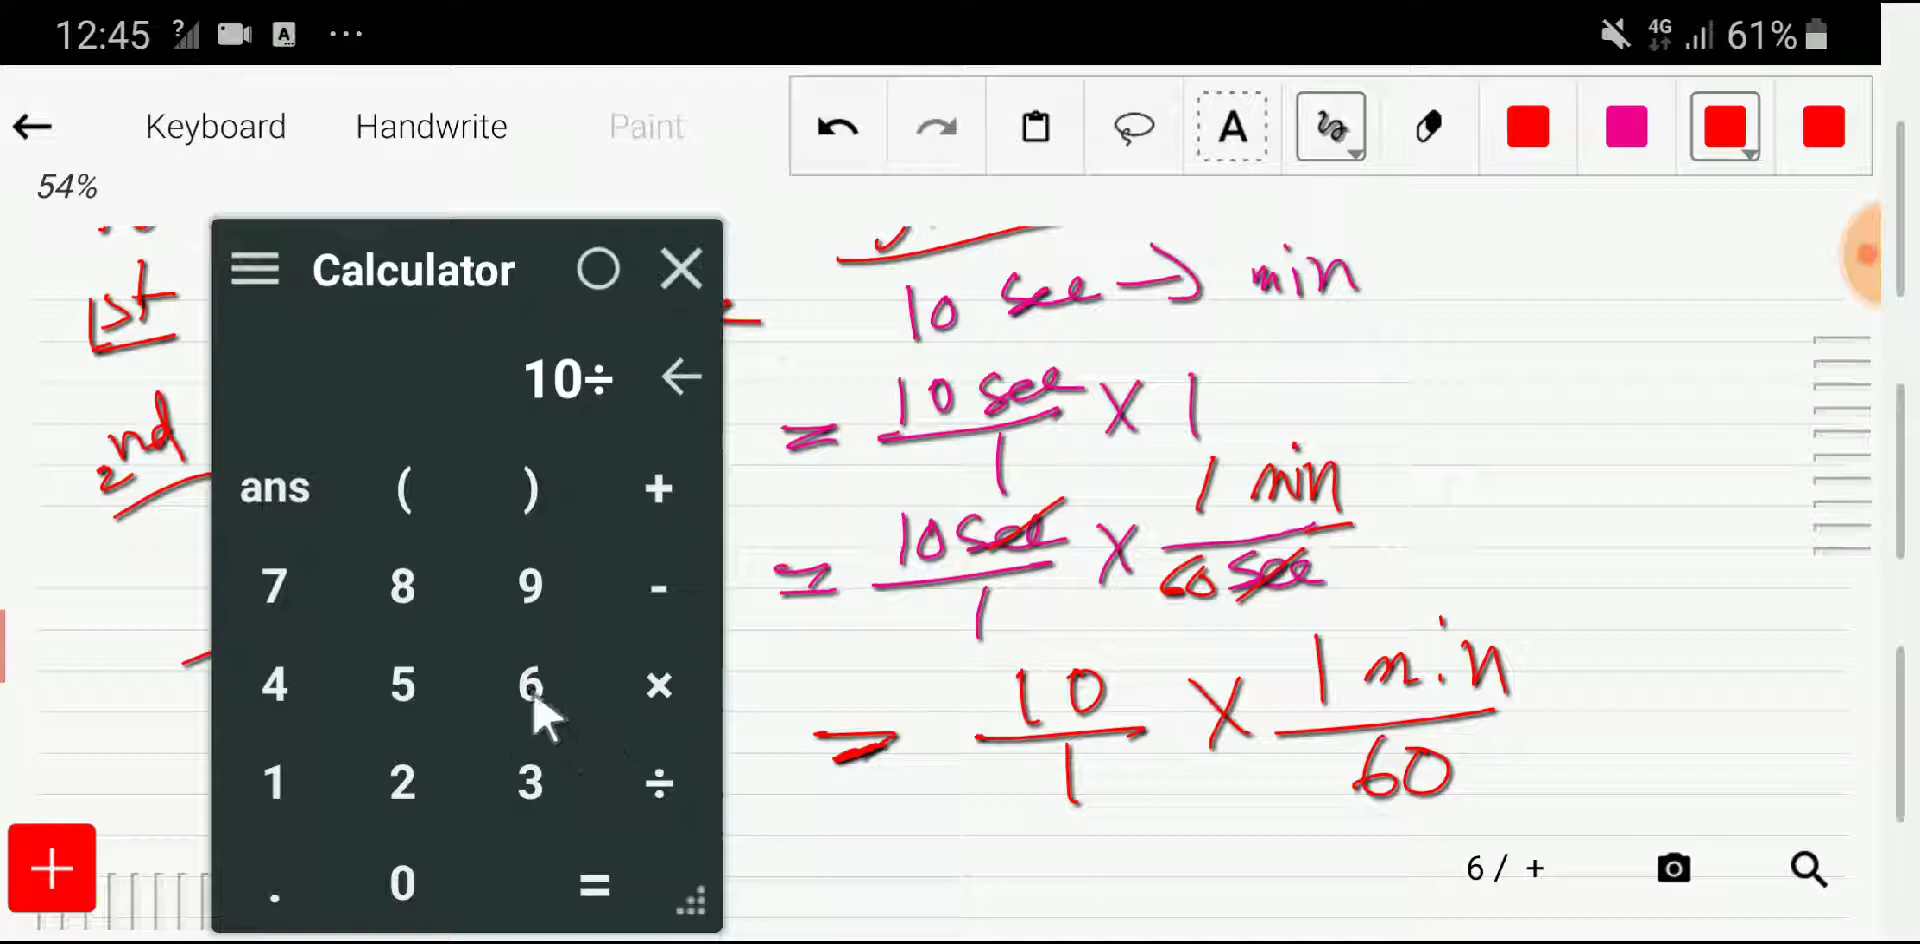 12:45 ? A ... 4G 61%
Keyboard Handwrite Paint A
54%
1st
2nd
Calculator
10÷
ans ( ) +
7 8 9 -
4 5 6 ×
1 2 3 ÷
. 0 =
10 sec → min
= 10 sec / 1 X 1
= 10 sec / 1 X 1 min / 60 sec
= 10 / 1 X 1 min / 60
6 / +